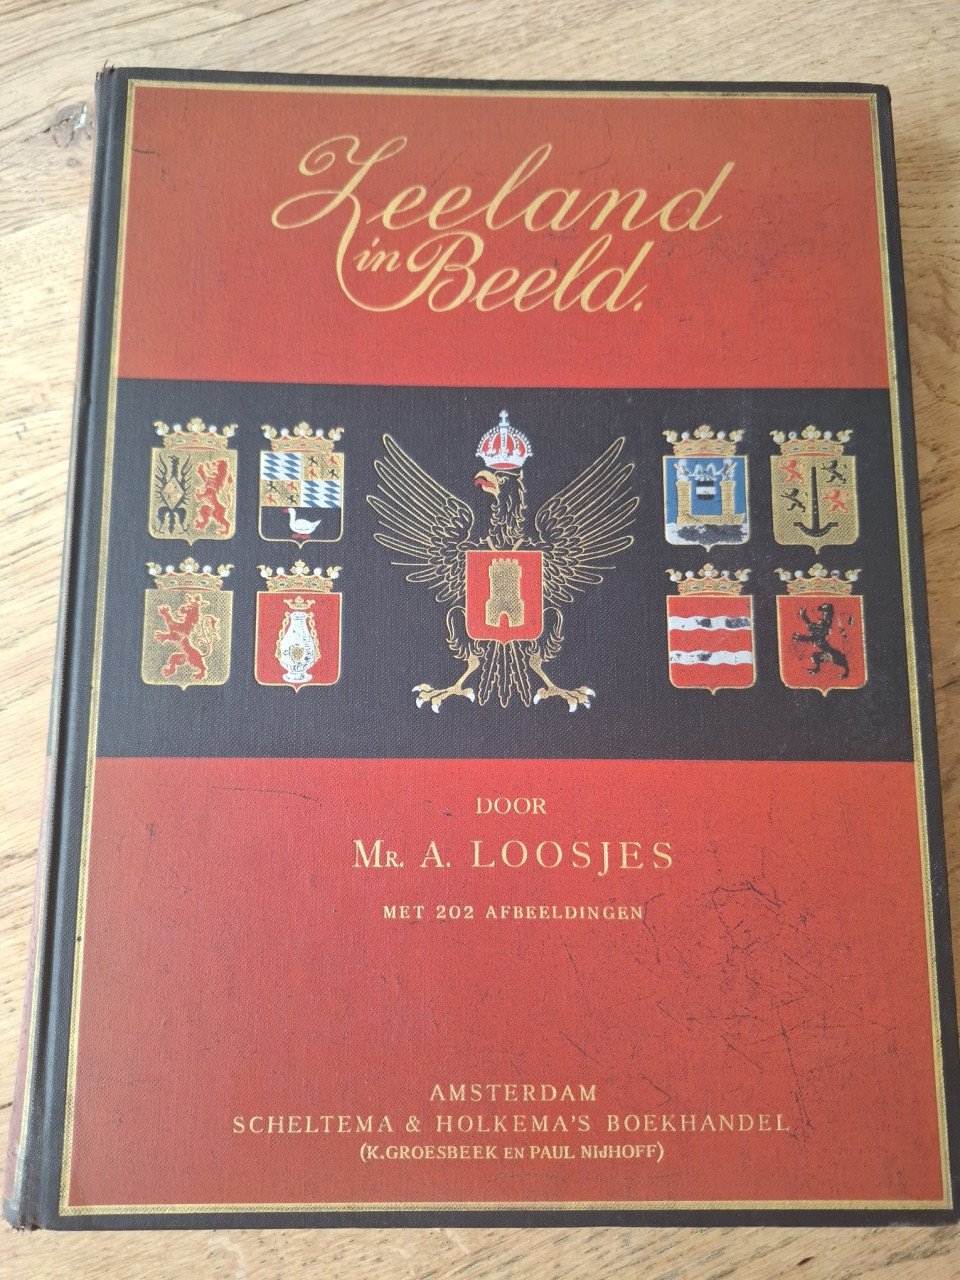 Zeeland
in Beeld.
DOOR
MR. A. LOOSJES
MET 202 AFBEELDINGEN
AMSTERDAM
SCHELTEMA & HOLKEMA'S BOEKHANDEL
(K. GROESBEEK EN PAUL NIJHOFF)